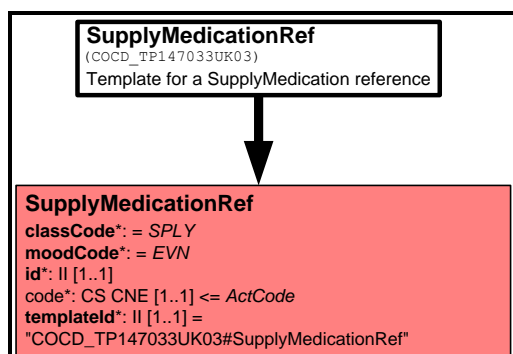 SupplyMedicationRef
(COCD_TP147033UK03)
Template for a SupplyMedication reference
SupplyMedicationRef
classCode*: = SPLY
moodCode*: = EVN
id*: II [1..1]
code*: CS CNE [1..1] <= ActCode
templateId*: II [1..1] =
"COCD_TP147033UK03#SupplyMedicationRef"